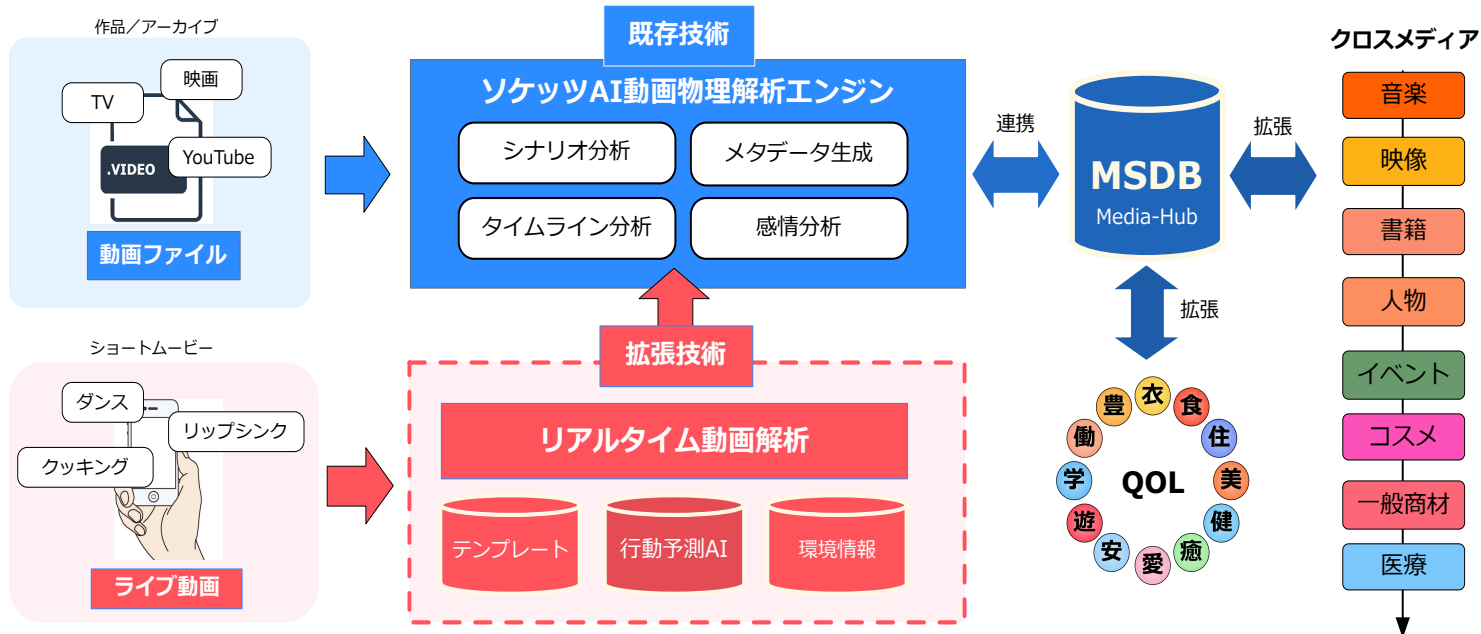 作品／アーカイブ
TV
映画
YouTube
.VIDEO
動画ファイル
既存技術
ソケッツAI動画物理解析エンジン
シナリオ分析
メタデータ生成
タイムライン分析
感情分析
連携
MSDB
Media-Hub
拡張
拡張
クロスメディア
音楽
映像
書籍
人物
イベント
コスメ
一般商材
医療
ショートムービー
ダンス
リップシンク
クッキング
ライブ動画
拡張技術
リアルタイム動画解析
テンプレート
行動予測AI
環境情報
QOL
衣
食
住
美
健
癒
愛
安
遊
学
働
豊